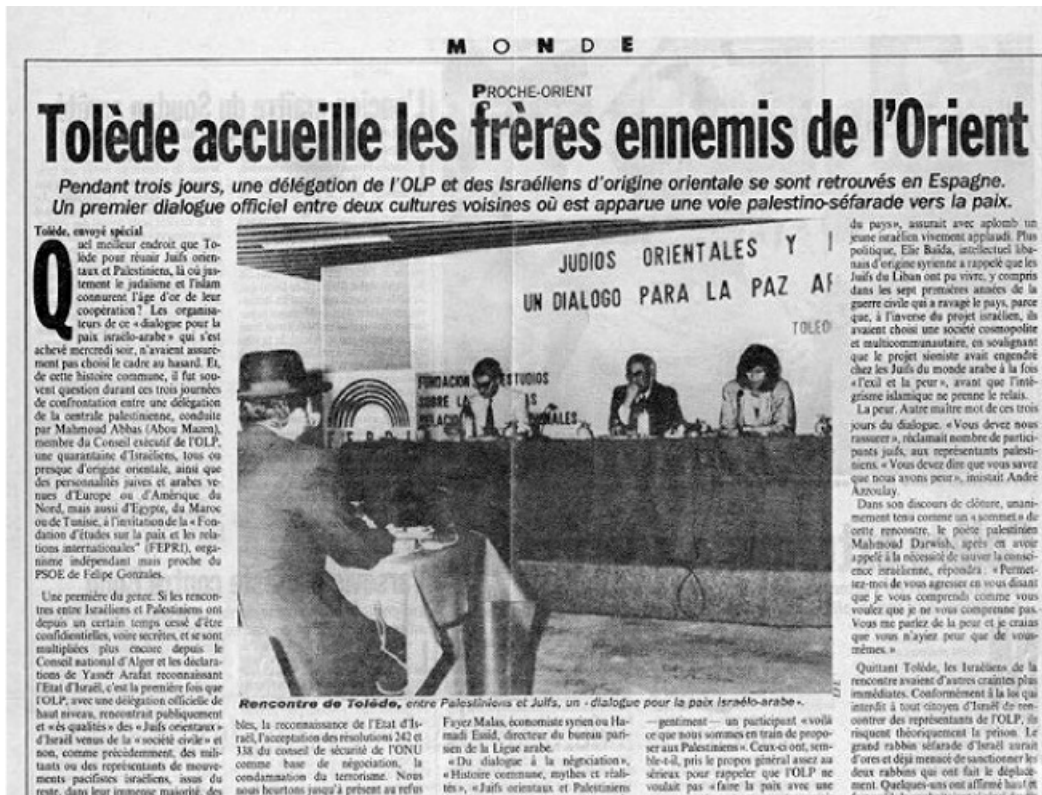 MONDE
PROCHE-ORIENT
Tolède accueille les frères ennemis de l'Orient
Pendant trois jours, une délégation de l'OLP et des Israéliens d'origine orientale se sont retrouvés en Espagne.
Un premier dialogue officiel entre deux cultures voisines où est apparue une voie palestino-séfarade vers la paix.
Tolède, envoyé spécial
Quel meilleur endroit que To-
lède pour réunir Juifs orien-
taux et Palestiniens, là où jus-
tement le judaïsme et l'islam
connurent l'âge d'or de leur
coopération? Les organisa-
teurs de ce «dialogue pour la
paix israélo-arabe» qui s'est
achevé mercredi soir, n'avaient assuré-
ment pas choisi le cadre au hasard. Et,
de cette histoire commune, il fut sou-
vent question durant ces trois journées
de confrontation entre une délégation
de la centrale palestinienne, conduite
par Mahmoud Abbas (Abou Mazen),
membre du Conseil exécutif de l'OLP,
une quarantaine d'Israéliens, tous ou
presque d'origine orientale, ainsi que
des personnalités juives et arabes ve-
nues d'Europe ou d'Amérique du
Nord, mais aussi d'Egypte, du Maroc
ou de Tunisie, à l'invitation de la «Fon-
dation d'études sur la paix et les rela-
tions internationales" (FEPRI), orga-
nisme indépendant mais proche du
PSOE de Felipe Gonzales.
Une première du genre. Si les rencon-
tres entre Israéliens et Palestiniens ont
depuis un certain temps cessé d'être
confidentielles, voire secrètes, et se sont
multipliées plus encore depuis le
Conseil national d'Alger et les déclara-
tions de Yasser Arafat reconnaissant
l'Etat d'Israël, c'est la première fois que
l'OLP, avec une délégation officielle de
haut niveau, rencontrait publiquement
et «ès qualités» des «Juifs orientaux»
d'Israël venus de la «société civile» et
non, comme précédemment, des mili-
tants ou des représentants de mouve-
ments pacifistes israéliens, issus du
reste, dans leur immense majorité, des
JUDIOS ORIENTALES Y
UN DIALOGO PARA LA PAZ AR
TOLEDO
FUNDACION ESTUDIOS
SOBRE LA
RELACI NALES
Rencontre de Tolède, entre Palestiniens et Juifs, un «dialogue pour la paix israélo-arabe».
bles, la reconnaissance de l'Etat d'Is-
raël, l'acceptation des résolutions 242 et
338 du conseil de sécurité de l'ONU
comme base de négociation, la
condamnation du terrorisme. Nous
nous heurtons jusqu'à présent au refus
Fayez Malas, économiste syrien ou Ha-
madi Essid, directeur du bureau pari-
sien de la Ligue arabe.
«Du dialogue à la négociation»,
«Histoire commune, mythes et réali-
tés», «Juifs orientaux et Palestiniens
—gentiment— un participant «voilà
ce que nous sommes en train de propo-
ser aux Palestiniens». Ceux-ci ont, sem-
ble-t-il, pris le propos général assez au
sérieux pour rappeler que l'OLP ne
voulait pas «faire la paix avec une
du pays», assurait avec aplomb un
jeune israélien vivement applaudi. Plus
politique, Elie Baïda, intellectuel liba-
nais d'origine syrienne a rappelé que les
Juifs du Liban ont pu vivre, y compris
dans les sept premières années de la
guerre civile qui a ravagé le pays, parce
que, à l'inverse du projet israélien, ils
avaient choisi une société cosmopolite
et multicommunautaire, en soulignant
que le projet sioniste avait engendré
chez les Juifs du monde arabe à la fois
«l'exil et la peur», avant que l'inté-
grisme islamique ne prenne le relais.
La peur. Autre maître mot de ces trois
jours du dialogue. «Vous devez nous
rassurer», réclamait nombre de partici-
pants juifs, aux représentants palesti-
niens. «Vous devez dire que vous savez
que nous avons peur», insistait André
Azoulay.
Dans son discours de clôture, unani-
mement tenu comme un «sommet» de
cette rencontre, le poète palestinien
Mahmoud Darwish, après en avoir
appelé à la nécessité de sauver la consci-
ence israélienne, répondra: «Permet-
tez-moi de vous agresser en vous disant
que je vous comprends comme vous
voulez que je ne vous comprenne pas.
Vous me parlez de la peur et je crains
que vous n'ayiez peur que de vous-
mêmes.»
Quittant Tolède, les Israéliens de la
rencontre avaient d'autres craintes plus
immédiates. Conformément à la loi qui
interdit à tout citoyen d'Israël de ren-
contrer des représentants de l'OLP, ils
risquent théoriquement la prison. Le
grand rabbin séfarade d'Israël aurait
d'ores et déjà menacé de sanctionner les
deux rabbins qui ont fait le déplace-
ment. Quelques-uns ont affirmé haut et